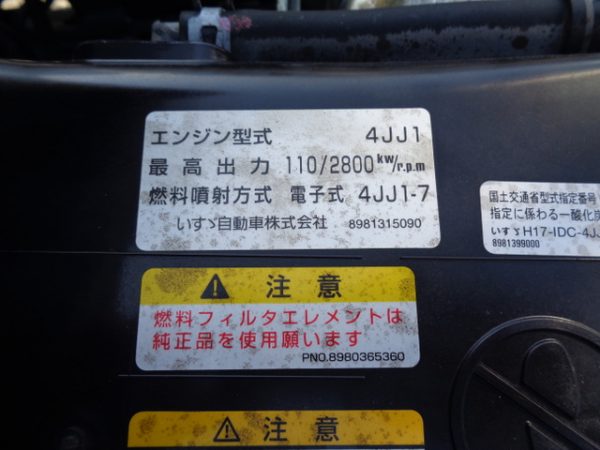 エンジン型式 4JJ1
最高出力 110/2800kW/r.p.m
燃料噴射方式 電子式 4JJ1-7
いすゞ自動車株式会社 8981315090
国土交通省型式指定番号
指定に係わる一酸化炭
いすゞH17-IDC-4JJ
8981399000
注意
燃料フィルタエレメントは
純正品を使用願います
PNO.8980365360
注意